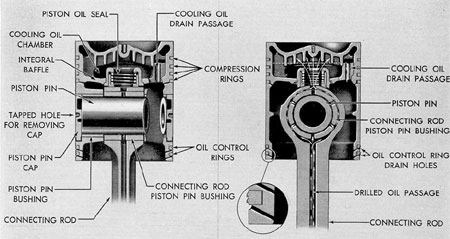 PISTON OIL SEAL
COOLING OIL
DRAIN PASSAGE
COOLING OIL
CHAMBER
INTEGRAL
BAFFLE
PISTON PIN
TAPPED HOLE
FOR REMOVING
CAP
PISTON PIN
CAP
PISTON PIN
BUSHING
CONNECTING ROD
COMPRESSION
RINGS
OIL CONTROL
RINGS
CONNECTING ROD
PISTON PIN BUSHING
COOLING OIL
DRAIN PASSAGE
PISTON PIN
CONNECTING ROD
PISTON PIN BUSHING
OIL CONTROL RING
DRAIN HOLES
DRILLED OIL PASSAGE
CONNECTING ROD